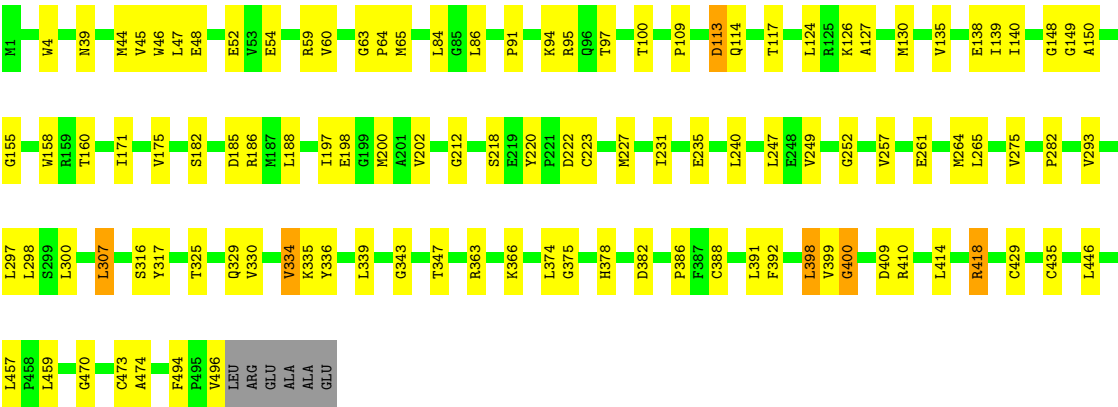 M1 W4 N39 M44 V45 W46 L47 E48 E52 V53 E54 R59 V60 G63 P64 M65 L84 G85 L86 P91 K94 R95 Q96 T97 T100 P109 D113 Q114 T117 L124 R125 K126 A127 M130 V135 E138 I139 I140 G148 G149 A150
G155 W158 R159 T160 I171 V175 S182 D185 R186 M187 L188 I197 E198 G199 M200 A201 V202 G212 S218 E219 Y220 P221 D222 C223 M227 I231 E235 L240 L247 E248 V249 G252 V257 E261 M264 L265 V275 P282 V293
L297 L298 S299 L300 L307 S316 Y317 T325 Q329 V330 V334 K335 Y336 L339 G343 T347 R363 K366 L374 G375 H378 D382 P386 F387 C388 L391 F392 L398 V399 G400 D409 R410 L414 R418 C429 C435 L446
L457 P458 L459 G470 C473 A474 F494 P495 V496 LEU ARG GLU ALA ALA GLU